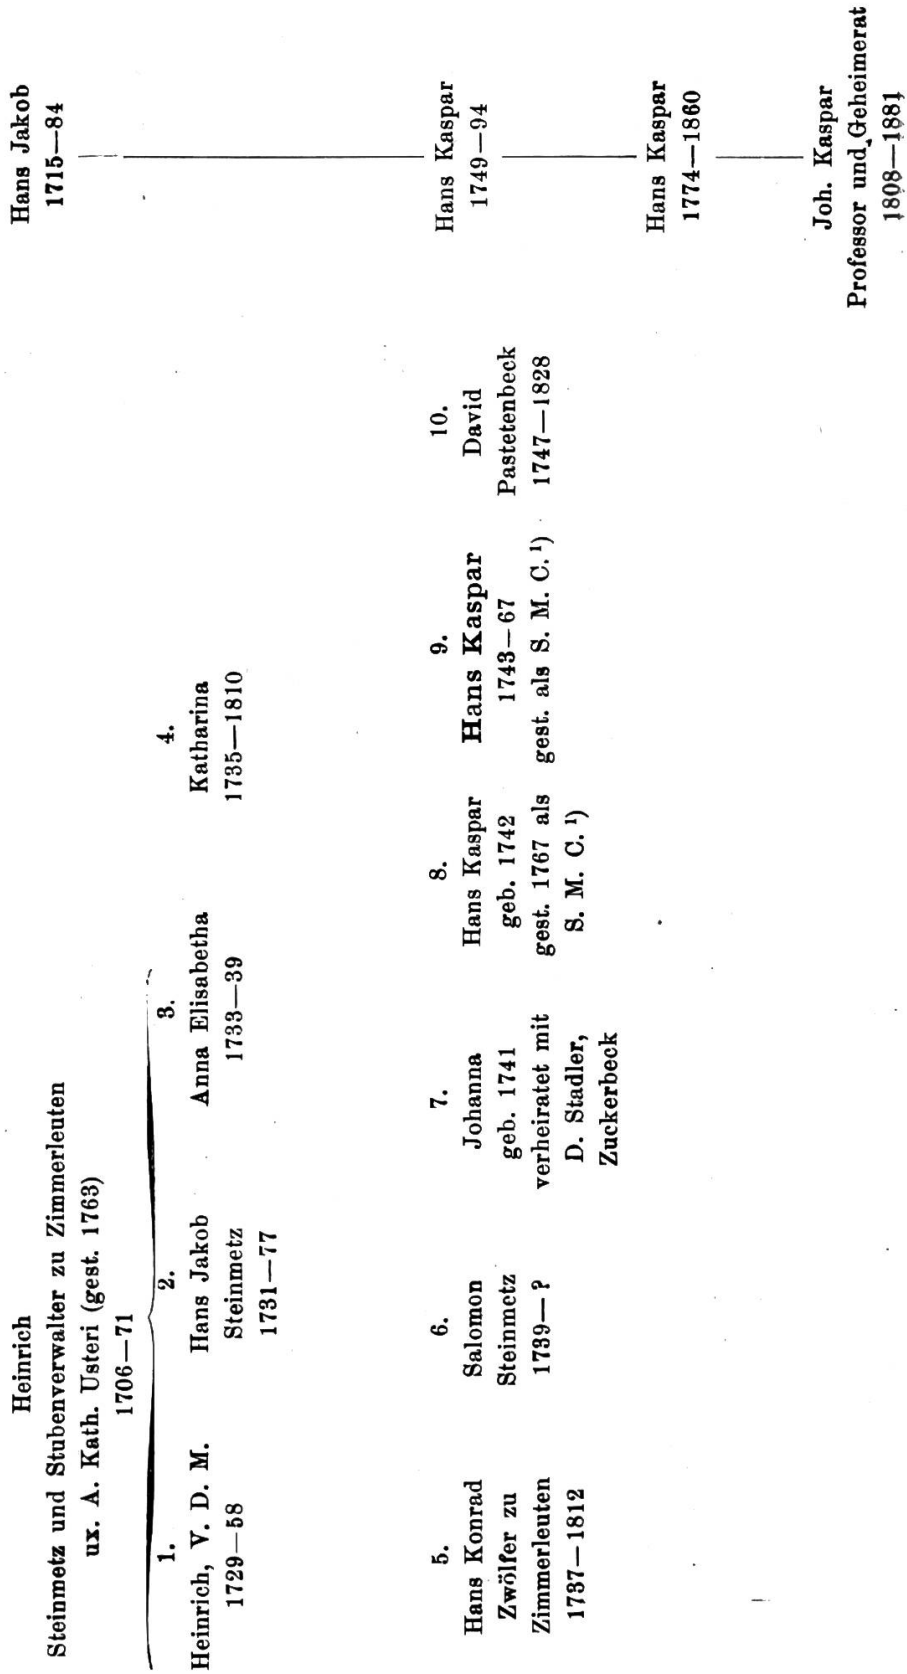 Heinrich
Steinmetz und Stubenverwalter zu Zimmerleuten
ux. A. Kath. Usteri (gest. 1763)
1706—71
1.
Heinrich, V. D. M.
1729—58
2.
Hans Jakob
Steinmetz
1731—77
3.
Anna Elisabetha
1733—39
4.
Katharina
1735—1810
5.
Hans Konrad
Zwölfer zu
Zimmerleuten
1737—1812
6.
Salomon
Steinmetz
1739—?
7.
Johanna
geb. 1741
verheiratet mit
D. Stadler,
Zuckerbeck
8.
Hans Kaspar
geb. 1742
gest. 1767 als
S. M. C. ¹)
9.
Hans Kaspar
1743—67
gest. als S. M. C. ¹)
10.
David
Pastetenbeck
1747—1828
Hans Jakob
1715—84
Hans Kaspar
1749—94
Hans Kaspar
1774—1860
Joh. Kaspar
Professor und Geheimerat
1808—1881